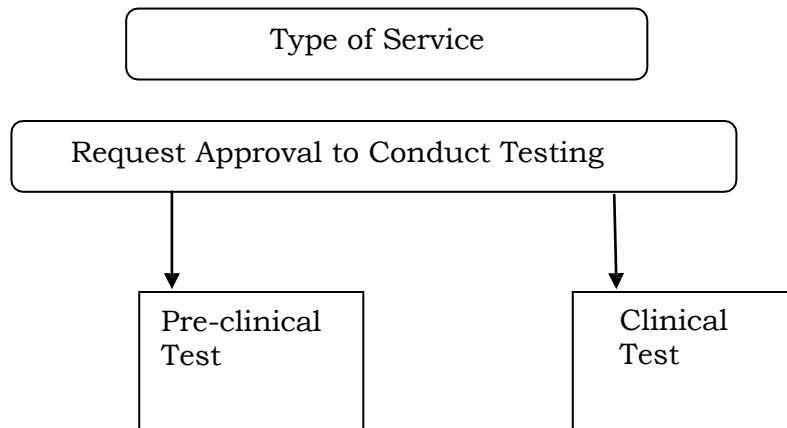 Type of Service
Request Approval to Conduct Testing
Pre-clinical
Test
Clinical
Test